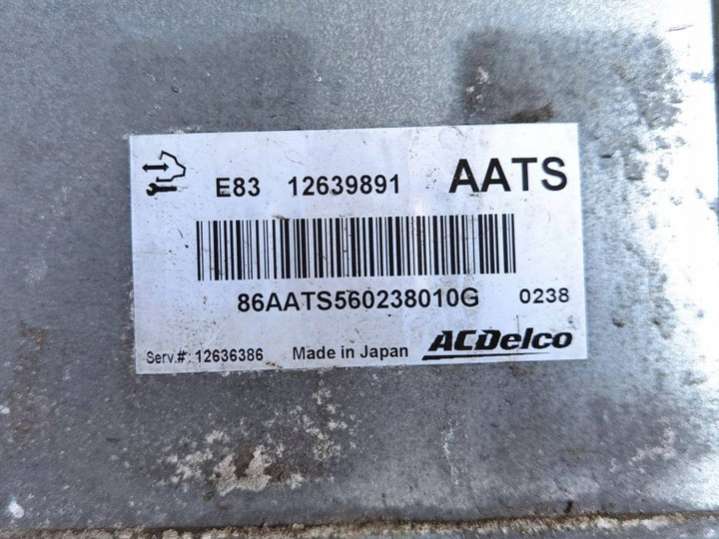 E83 12639891 AATS
86AATS560238010G 0238
Serv.#: 12636386 Made in Japan ACDelco